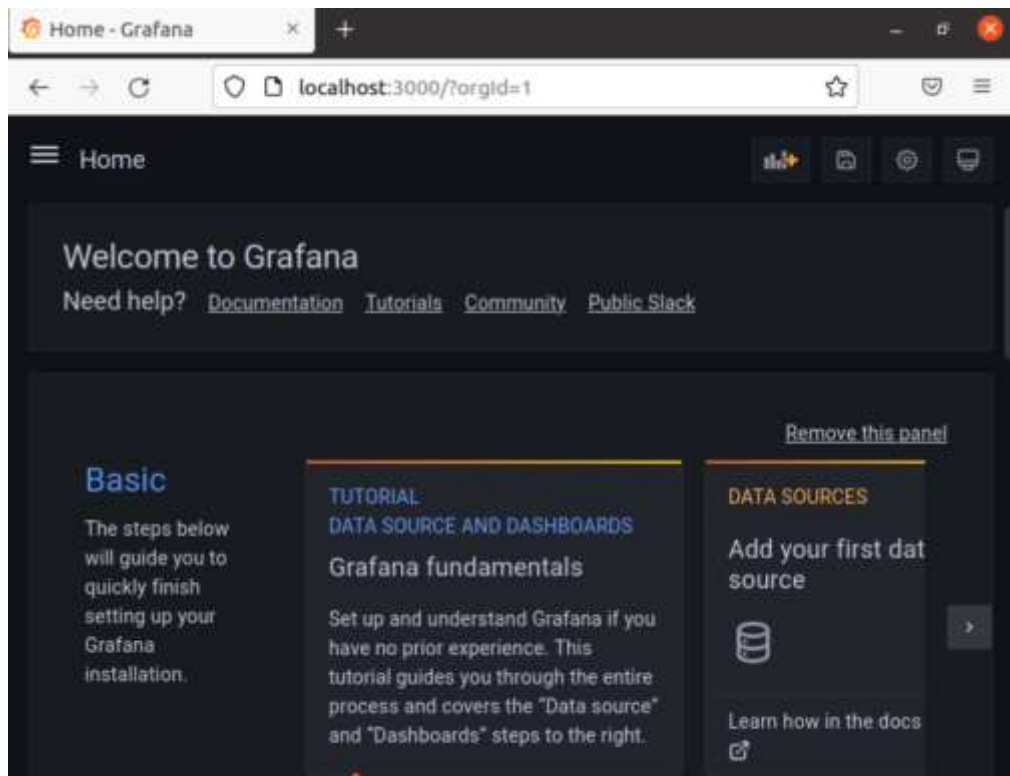 Home - Grafana
localhost:3000/?orgId=1
Home
Welcome to Grafana
Need help? Documentation Tutorials Community Public Slack
Remove this panel
Basic
The steps below
will guide you to
quickly finish
setting up your
Grafana
installation.
TUTORIAL
DATA SOURCE AND DASHBOARDS
Grafana fundamentals
Set up and understand Grafana if you
have no prior experience. This
tutorial guides you through the entire
process and covers the "Data source"
and "Dashboards" steps to the right.
DATA SOURCES
Add your first dat
source
Learn how in the docs